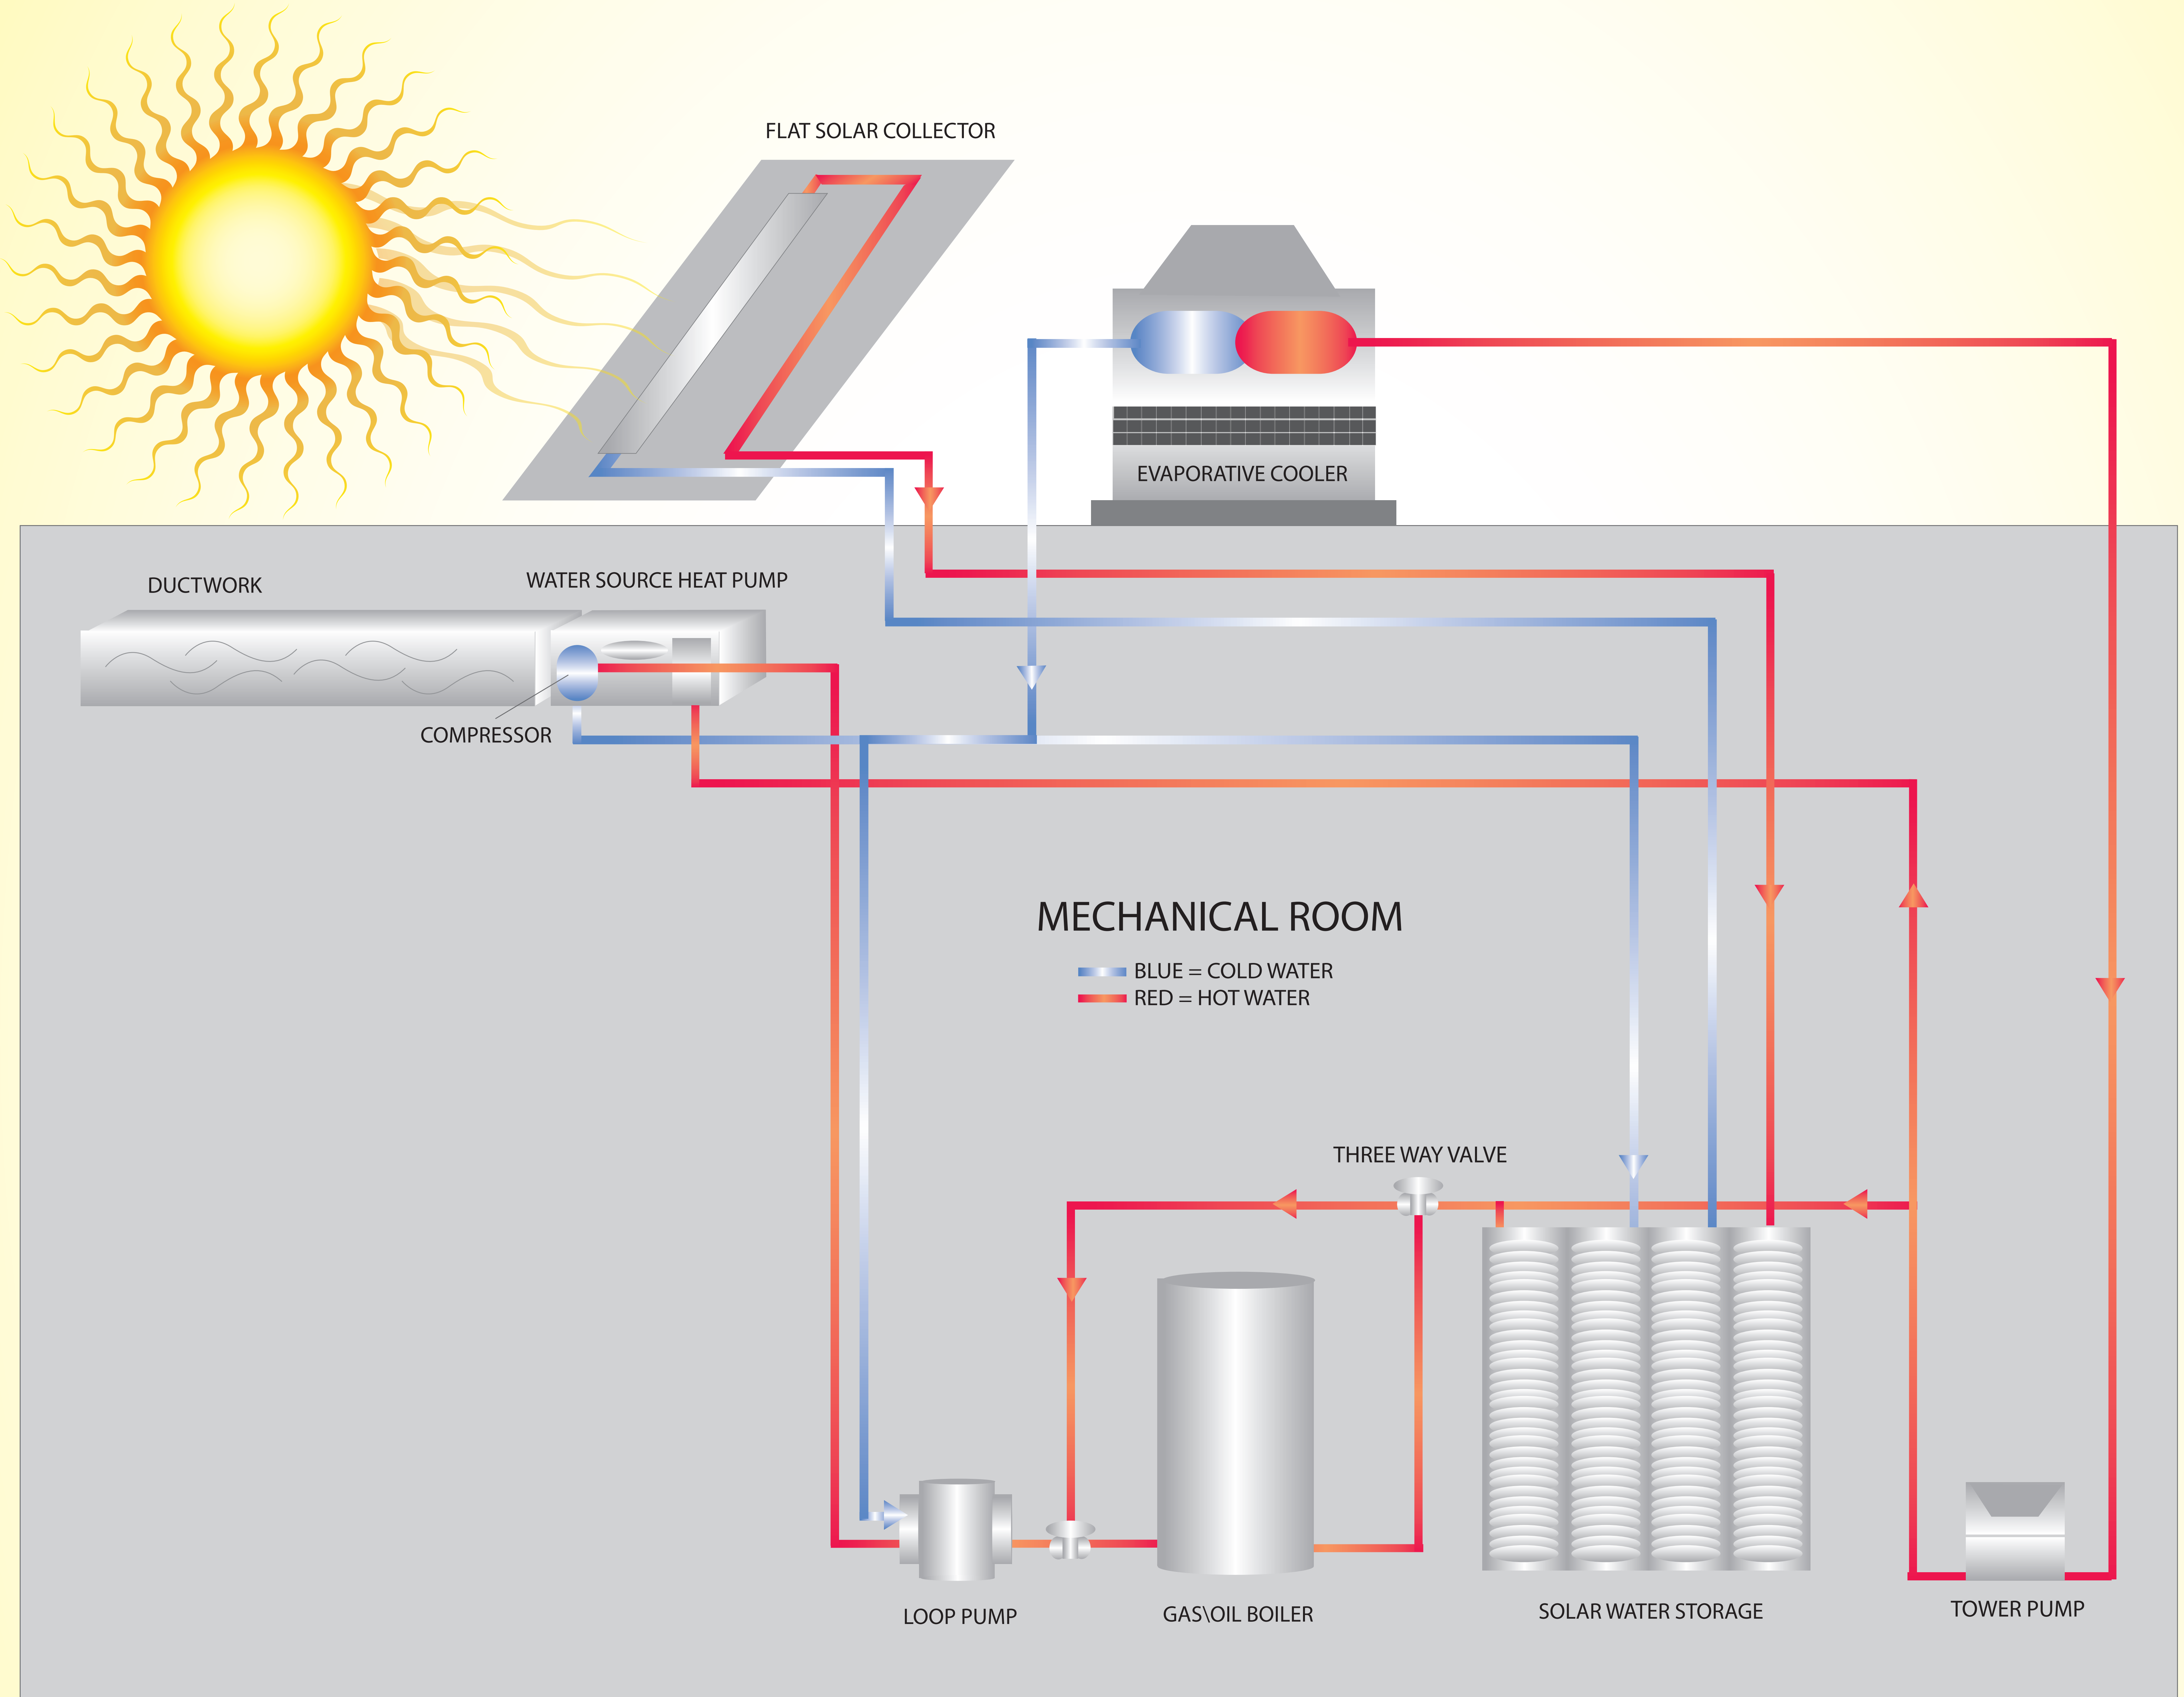 FLAT SOLAR COLLECTOR
EVAPORATIVE COOLER
DUCTWORK
WATER SOURCE HEAT PUMP
COMPRESSOR
MECHANICAL ROOM
BLUE = COLD WATER
RED = HOT WATER
THREE WAY VALVE
LOOP PUMP
GAS\OIL BOILER
SOLAR WATER STORAGE
TOWER PUMP